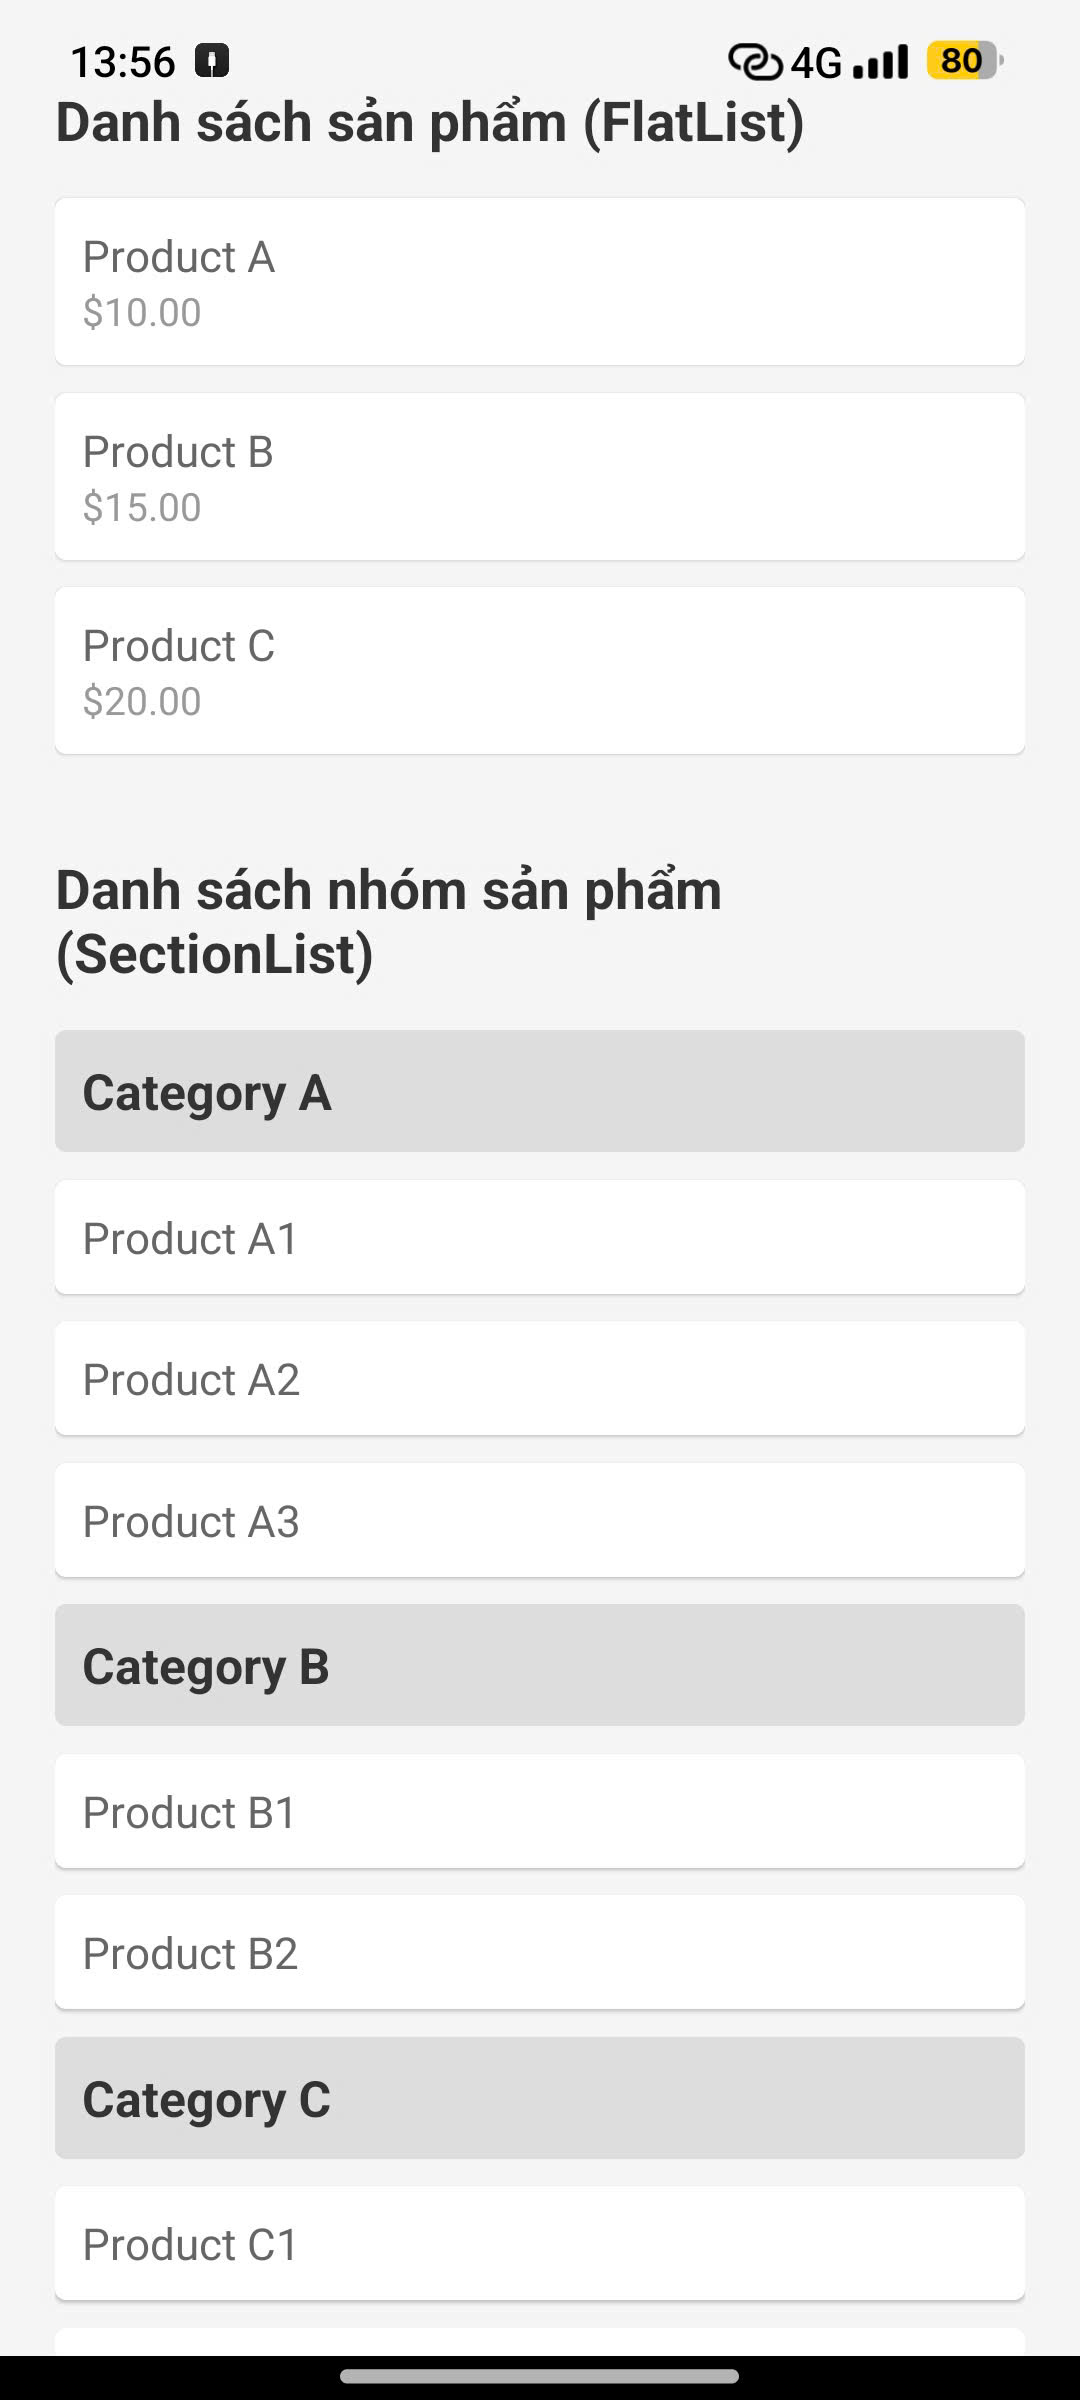 13:56 4G 80
Danh sách sản phẩm (FlatList)
Product A
$10.00
Product B
$15.00
Product C
$20.00
Danh sách nhóm sản phẩm
(SectionList)
Category A
Product A1
Product A2
Product A3
Category B
Product B1
Product B2
Category C
Product C1